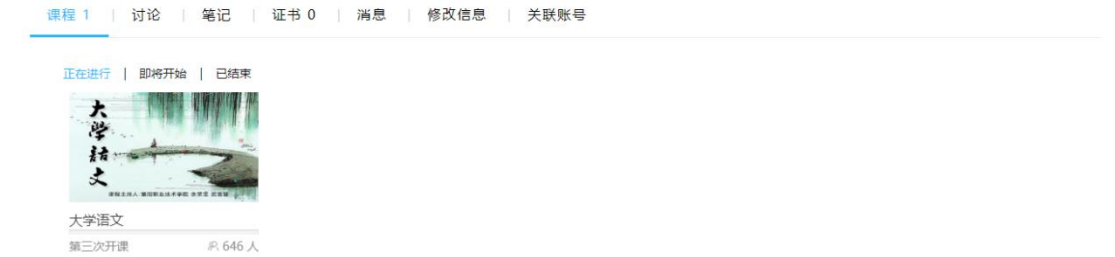 课程 1 | 讨论 | 笔记 | 证书 0 | 消息 | 修改信息 | 关联账号
正在进行 | 即将开始 | 已结束
大學語文
大学语文
第三次开课 646 人